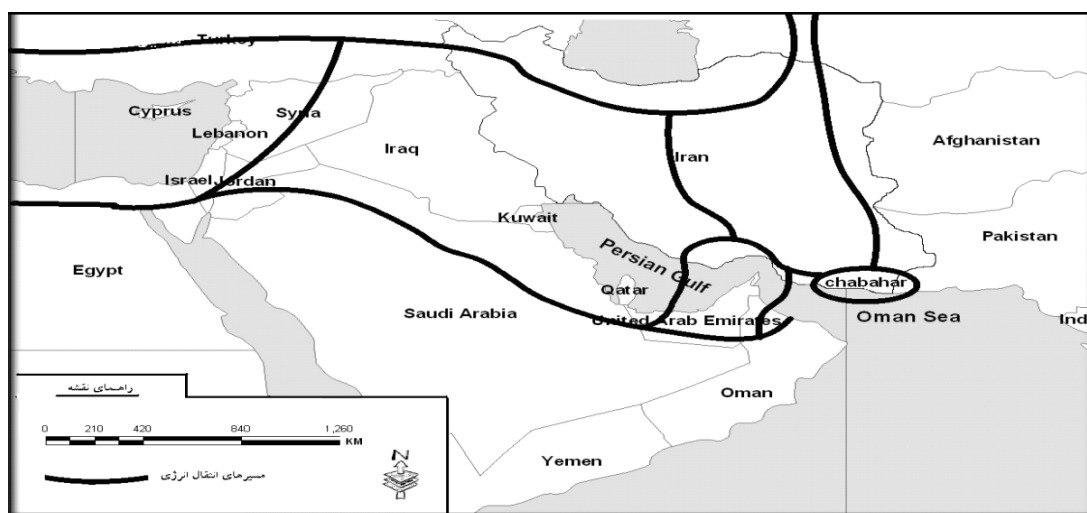 Turkey
Cyprus
Syria
Lebanon
Iraq
Iran
Afghanistan
Israel
Jordan
Kuwait
Pakistan
Egypt
Persian Gulf
Qatar
chabahar
Saudi Arabia
United Arab Emirates
Oman Sea
Ind
Oman
Yemen
راهنمای نقشه
0 210 420 840 1,260
KM
مسیرهای انتقال انرژی
N